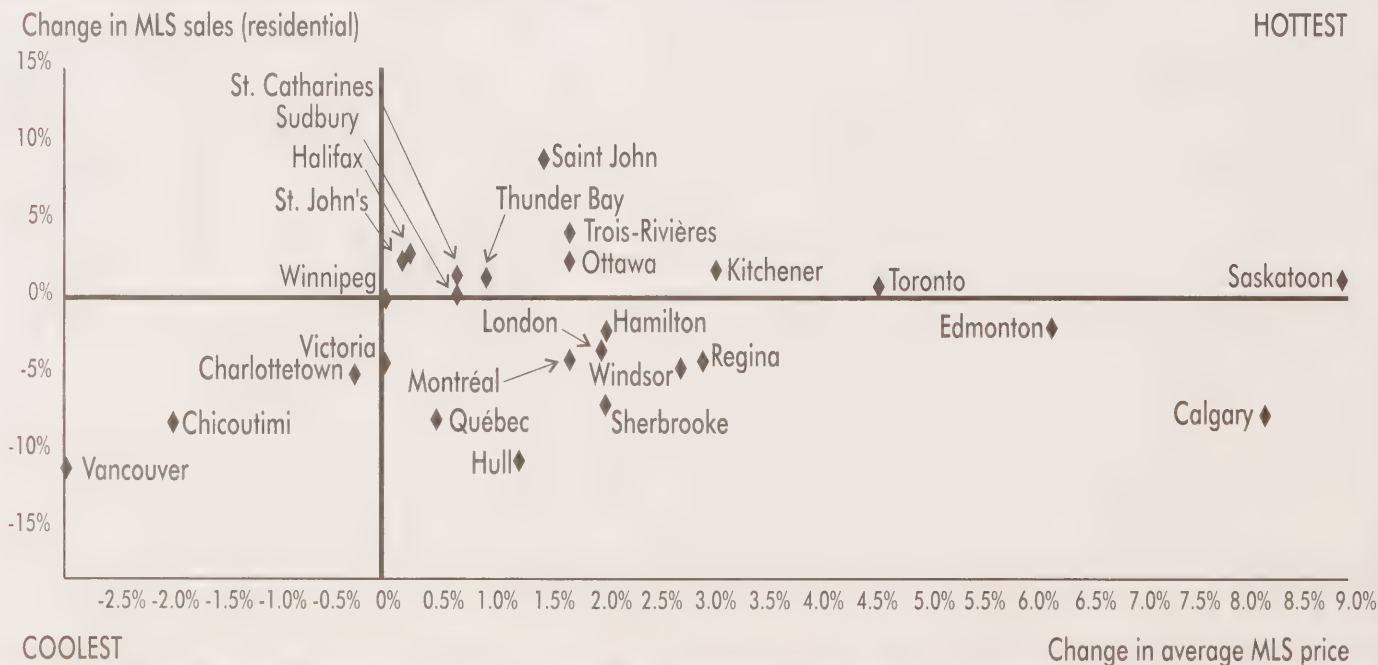 Change in MLS sales (residential)
HOTTEST
15%
St. Catharines
Sudbury
10%
Halifax
Saint John
St. John's
Thunder Bay
5%
Trois-Rivières
Ottawa
Winnipeg
Kitchener
Toronto
Saskatoon
0%
London
Hamilton
Edmonton
Victoria
Regina
-5%
Charlottetown
Montréal
Windsor
Chicoutimi
Québec
Sherbrooke
Calgary
-10%
Vancouver
Hull
-15%
-2.5% -2.0% -1.5% -1.0% -0.5% 0% 0.5% 1.0% 1.5% 2.0% 2.5% 3.0% 3.5% 4.0% 4.5% 5.0% 5.5% 6.0% 6.5% 7.0% 7.5% 8.0% 8.5% 9.0%
COOLEST
Change in average MLS price